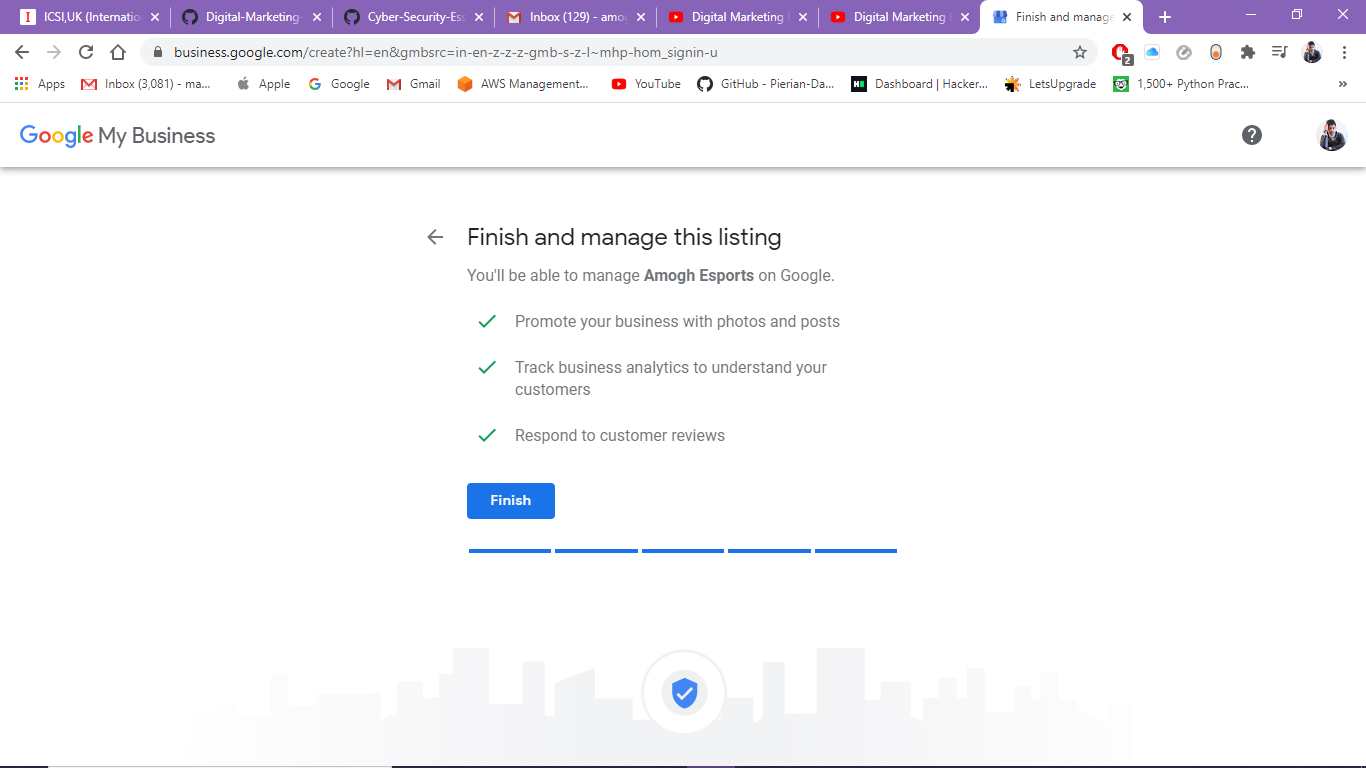 ICSI,UK (Internatio
Digital-Marketing-
Cyber-Security-Ess
Inbox (129) - amo
Digital Marketing
Digital Marketing
Finish and manage
business.google.com/create?hl=en&gmbsrc=in-en-z-z-z-gmb-s-z-l~mhp-hom_signin-u
2
Apps
Inbox (3,081) - ma...
Apple
Google
Gmail
AWS Management...
YouTube
GitHub - Pierian-Da...
Dashboard | Hacker...
LetsUpgrade
1,500+ Python Prac...
Google My Business
Finish and manage this listing
You'll be able to manage Amogh Esports on Google.
Promote your business with photos and posts
Track business analytics to understand your
customers
Respond to customer reviews
Finish